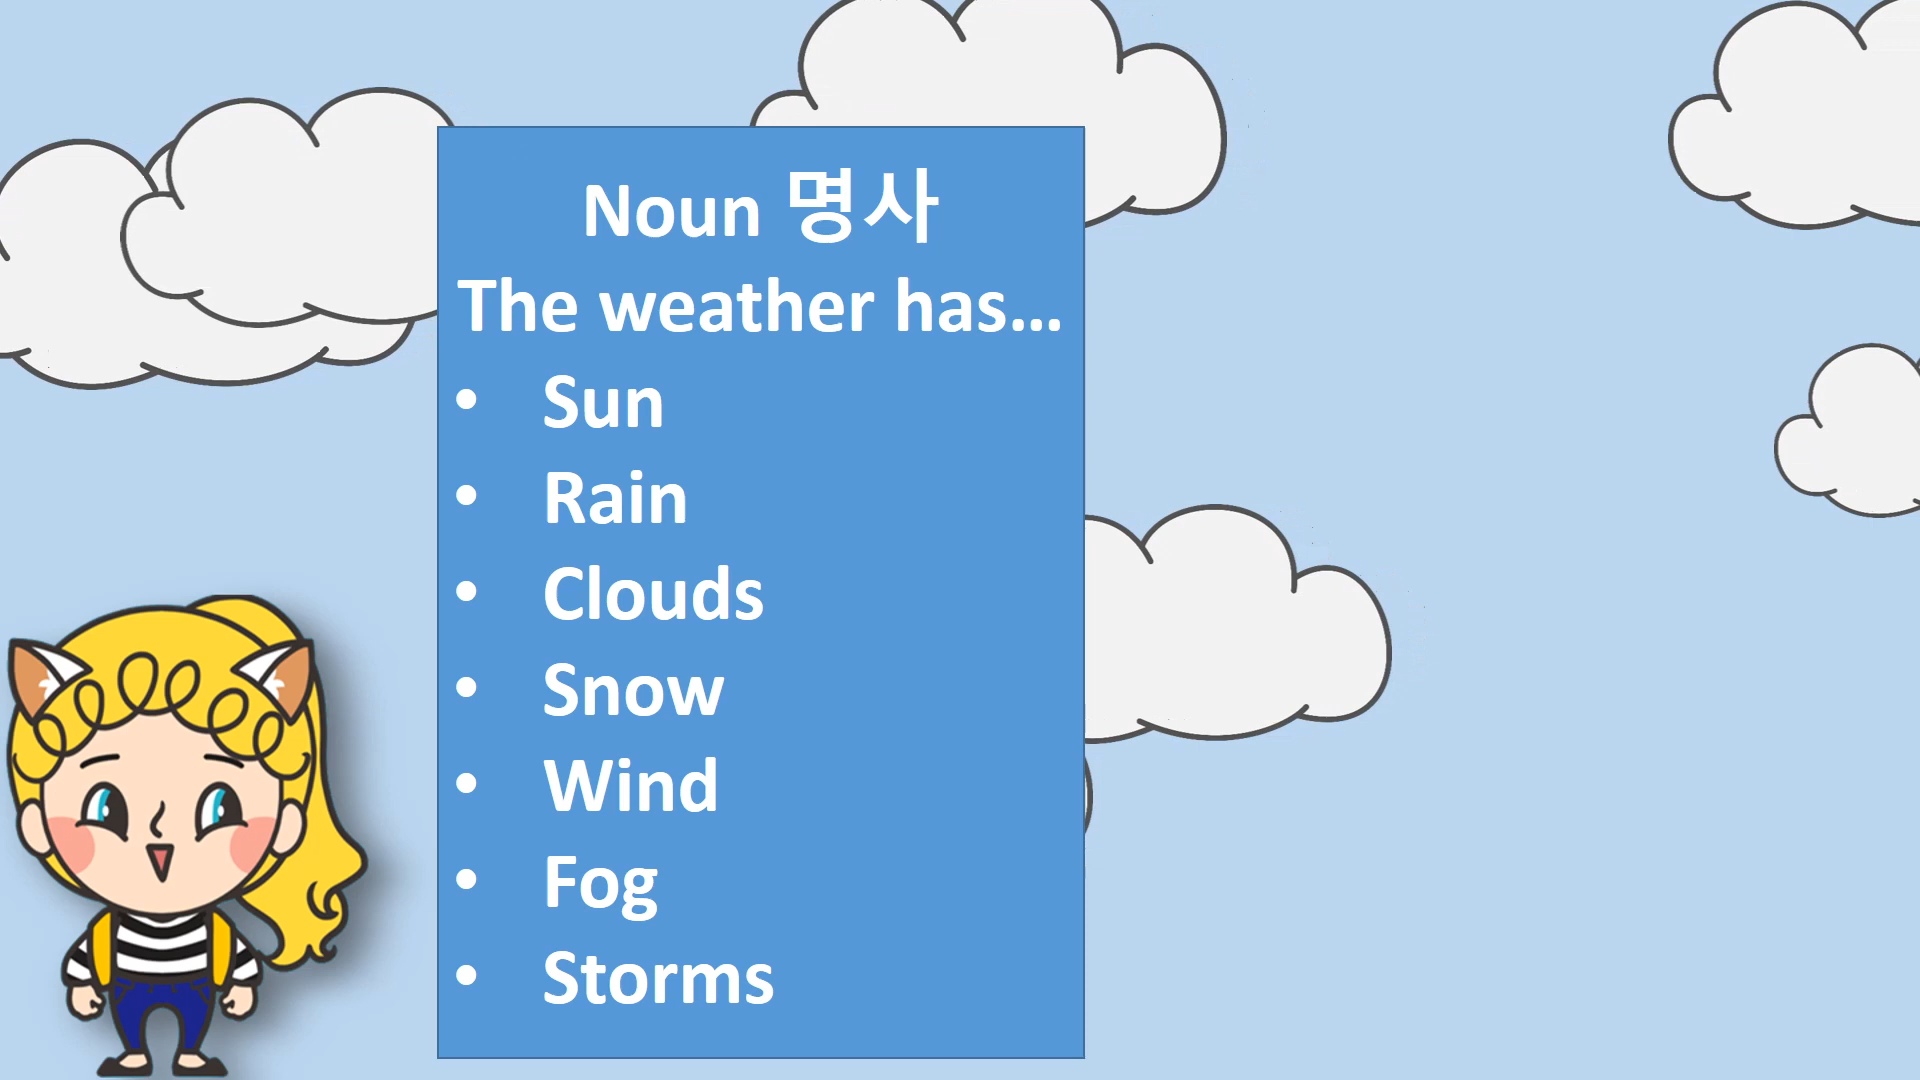 Noun 명사
The weather has...
• Sun
• Rain
• Clouds
• Snow
• Wind
• Fog
• Storms